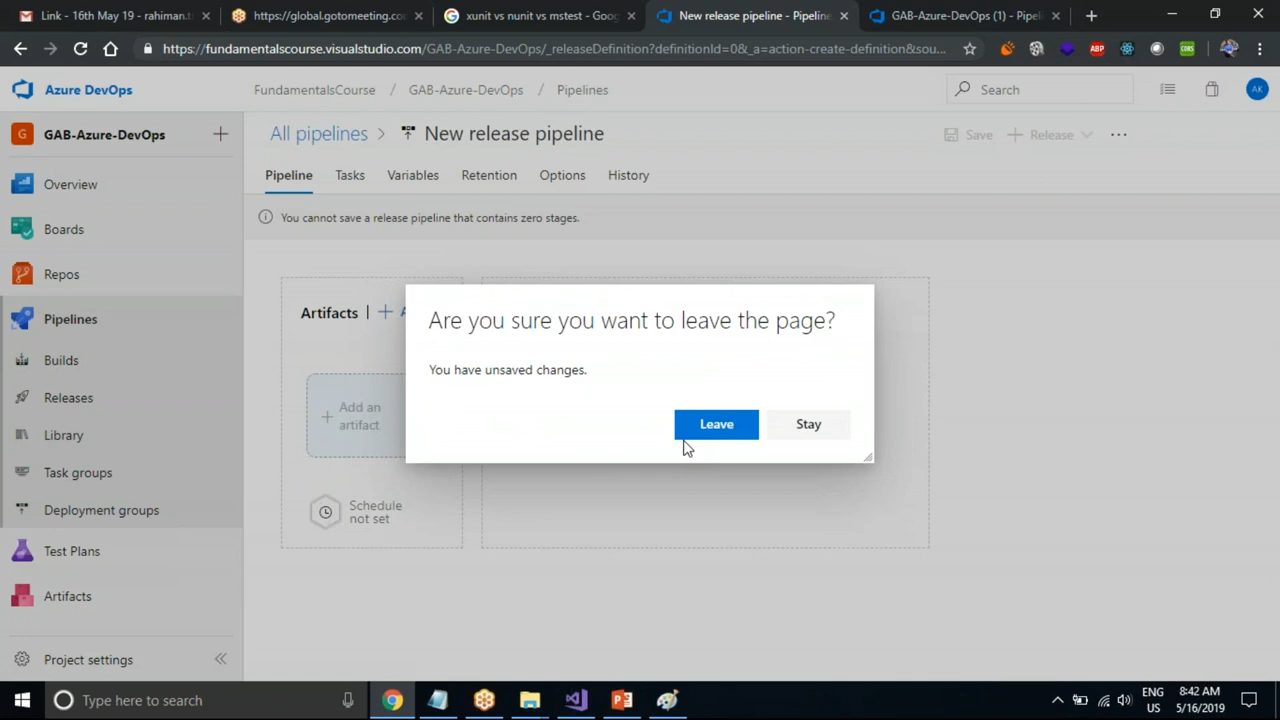 Link - 16th May 19 - rahiman.t
https://global.gotomeeting.co
xunit vs nunit vs mstest - Goog
New release pipeline - Pipeline
GAB-Azure-DevOps (1) - Pipel
https://fundamentalscourse.visualstudio.com/GAB-Azure-DevOps/_releaseDefinition?definitionId=0&_a=action-create-definition&sou...
ABP
CORS
Azure DevOps
FundamentalsCourse / GAB-Azure-DevOps / Pipelines
Search
AK
G
GAB-Azure-DevOps
All pipelines > New release pipeline
Save
Release
Overview
Boards
Repos
Pipelines
Builds
Releases
Library
Task groups
Deployment groups
Test Plans
Artifacts
Project settings
Pipeline
Tasks
Variables
Retention
Options
History
You cannot save a release pipeline that contains zero stages.
Artifacts |
Add an
artifact
Schedule
not set
Are you sure you want to leave the page?
You have unsaved changes.
Leave
Stay
Type here to search
ENG
US
8:42 AM
5/16/2019